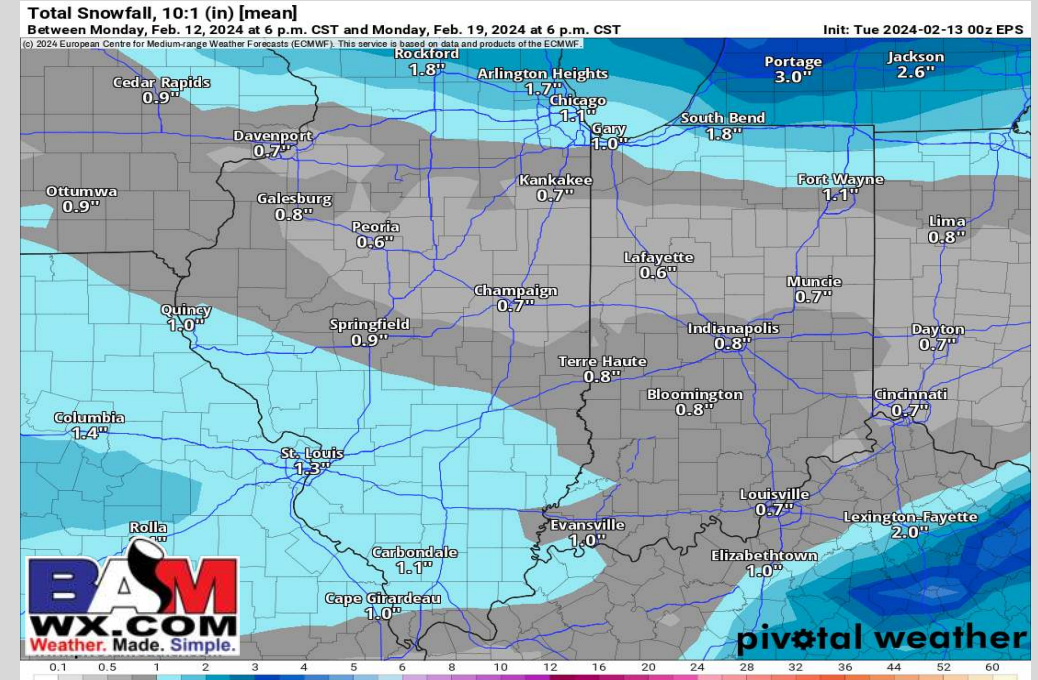 Total Snowfall, 10:1 (in) [mean]
Between Monday, Feb. 12, 2024 at 6 p.m. CST and Monday, Feb. 19, 2024 at 6 p.m. CST
Init: Tue 2024-02-13 00z EPS
(c) 2024 European Centre for Medium-range Weather Forecasts (ECMWF). This service is based on data and products of the ECMWF.
Rockford
1.8"
Arlington Heights
1.7"
Portage
3.0"
Jackson
2.6"
Cedar Rapids
0.9"
Chicago
1.1"
South Bend
1.8"
Gary
1.0"
Davenport
0.7"
Kankakee
0.7"
Fort Wayne
1.1"
Ottumwa
0.9"
Galesburg
0.8"
Peoria
0.6"
Lima
0.8"
Lafayette
0.6"
Muncie
0.7"
Champaign
0.7"
Quincy
1.0"
Springfield
0.9"
Indianapolis
0.8"
Dayton
0.7"
Terre Haute
0.8"
Bloomington
0.8"
Cincinnati
0.7"
Columbia
1.4"
St. Louis
1.3"
Louisville
0.7"
Lexington-Fayette
2.0"
Rolla
Evansville
1.0"
Carbondale
1.1"
Elizabethtown
1.0"
Cape Girardeau
1.0"
BAM
WX.COM
Weather. Made. Simple.
pivotal weather
0.1 0.5 1 2 3 4 5 6 8 10 12 16 20 24 28 32 36 44 52 60